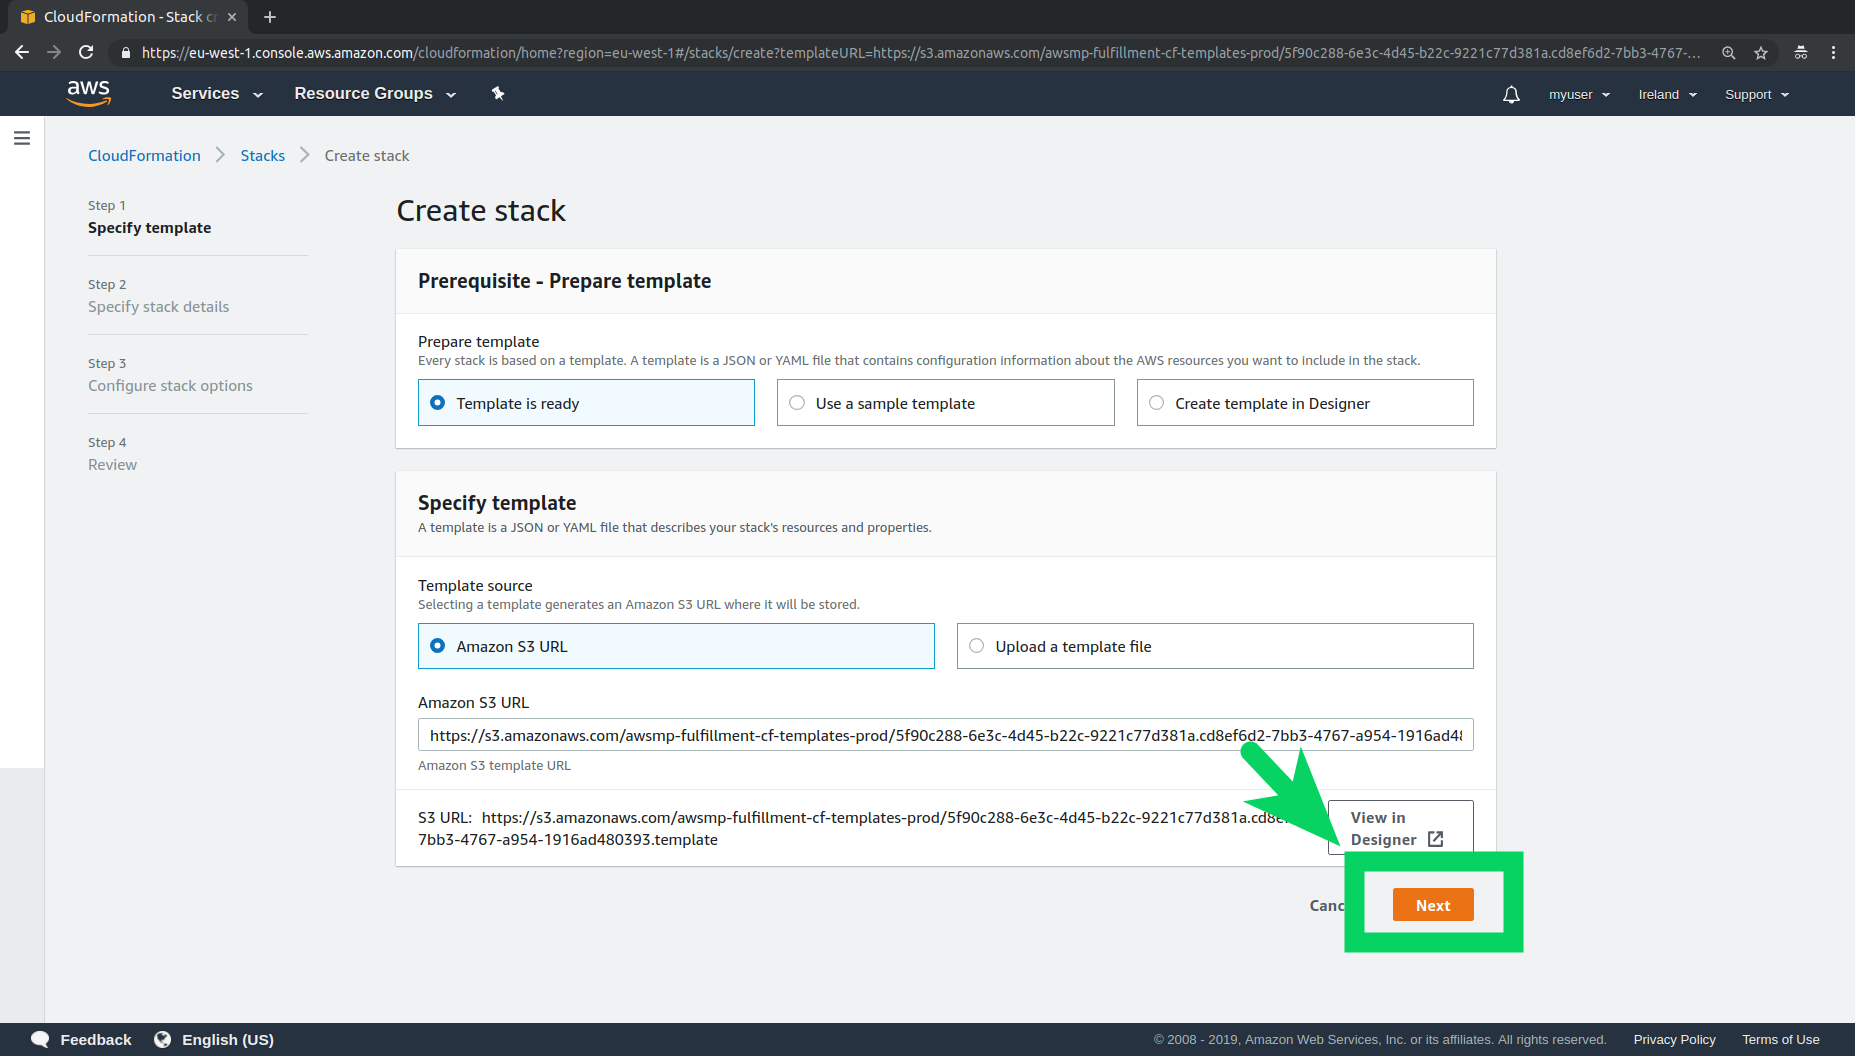 CloudFormation - Stack cr
https://eu-west-1.console.aws.amazon.com/cloudformation/home?region=eu-west-1#/stacks/create?templateURL=https://s3.amazonaws.com/awsmp-fulfillment-cf-templates-prod/5f90c288-6e3c-4d45-b22c-9221c77d381a.cd8ef6d2-7bb3-4767-...
aws Services Resource Groups myuser Ireland Support
CloudFormation Stacks Create stack
Step 1
Specify template
Step 2
Specify stack details
Step 3
Configure stack options
Step 4
Review
Create stack
Prerequisite - Prepare template
Prepare template
Every stack is based on a template. A template is a JSON or YAML file that contains configuration information about the AWS resources you want to include in the stack.
Template is ready Use a sample template Create template in Designer
Specify template
A template is a JSON or YAML file that describes your stack's resources and properties.
Template source
Selecting a template generates an Amazon S3 URL where it will be stored.
Amazon S3 URL Upload a template file
Amazon S3 URL
https://s3.amazonaws.com/awsmp-fulfillment-cf-templates-prod/5f90c288-6e3c-4d45-b22c-9221c77d381a.cd8ef6d2-7bb3-4767-a954-1916ad48
Amazon S3 template URL
S3 URL: https://s3.amazonaws.com/awsmp-fulfillment-cf-templates-prod/5f90c288-6e3c-4d45-b22c-9221c77d381a.cd8e
7bb3-4767-a954-1916ad480393.template
View in
Designer
Canc Next
Feedback English (US) © 2008 - 2019, Amazon Web Services, Inc. or its affiliates. All rights reserved. Privacy Policy Terms of Use